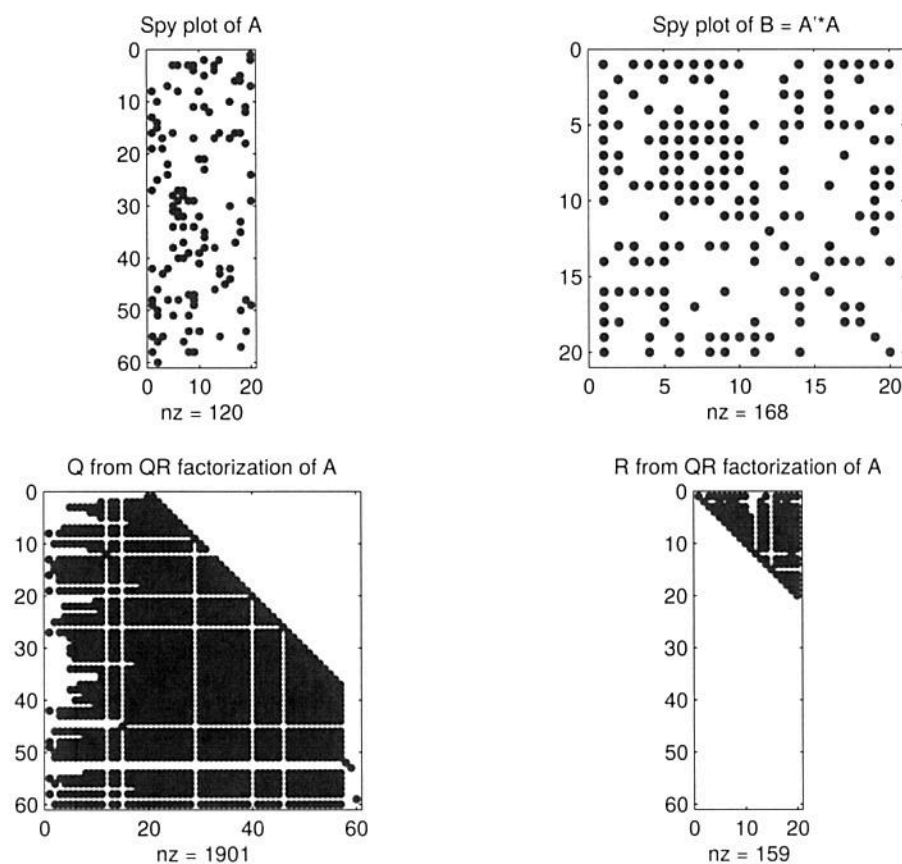 Spy plot of A
0
10
20
30
40
50
60
0 10 20
nz = 120
Spy plot of B = A'*A
0
5
10
15
20
0 5 10 15 20
nz = 168
Q from QR factorization of A
0
10
20
30
40
50
60
0 20 40 60
nz = 1901
R from QR factorization of A
0
10
20
30
40
50
60
0 10 20
nz = 159